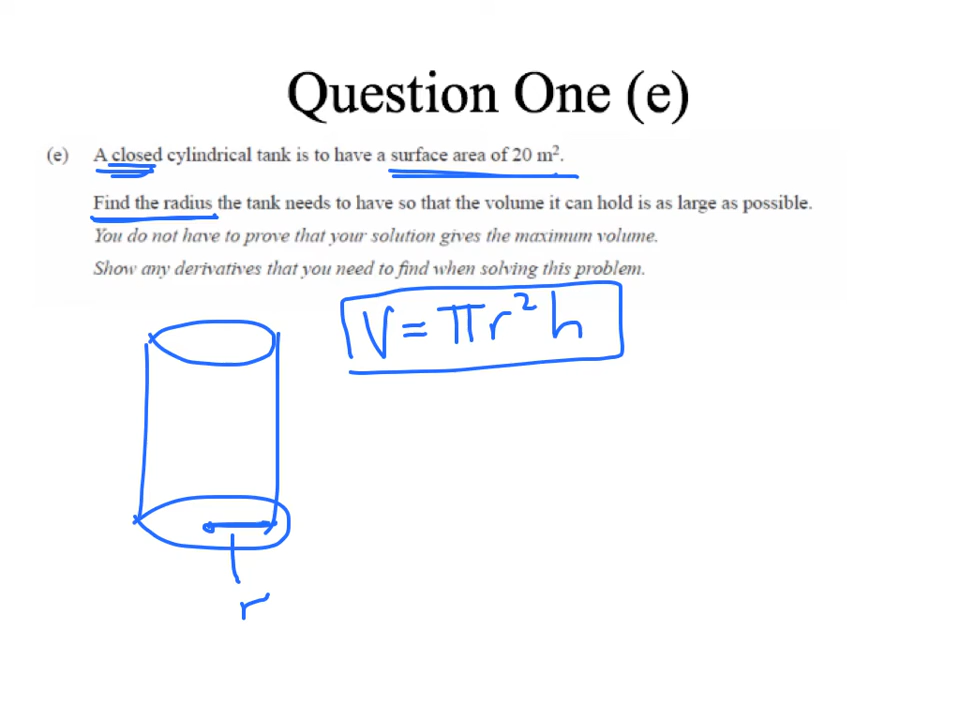 Question One (e)
(e) A closed cylindrical tank is to have a surface area of 20 m².
Find the radius the tank needs to have so that the volume it can hold is as large as possible.
You do not have to prove that your solution gives the maximum volume.
Show any derivatives that you need to find when solving this problem.
V = πr²h
r